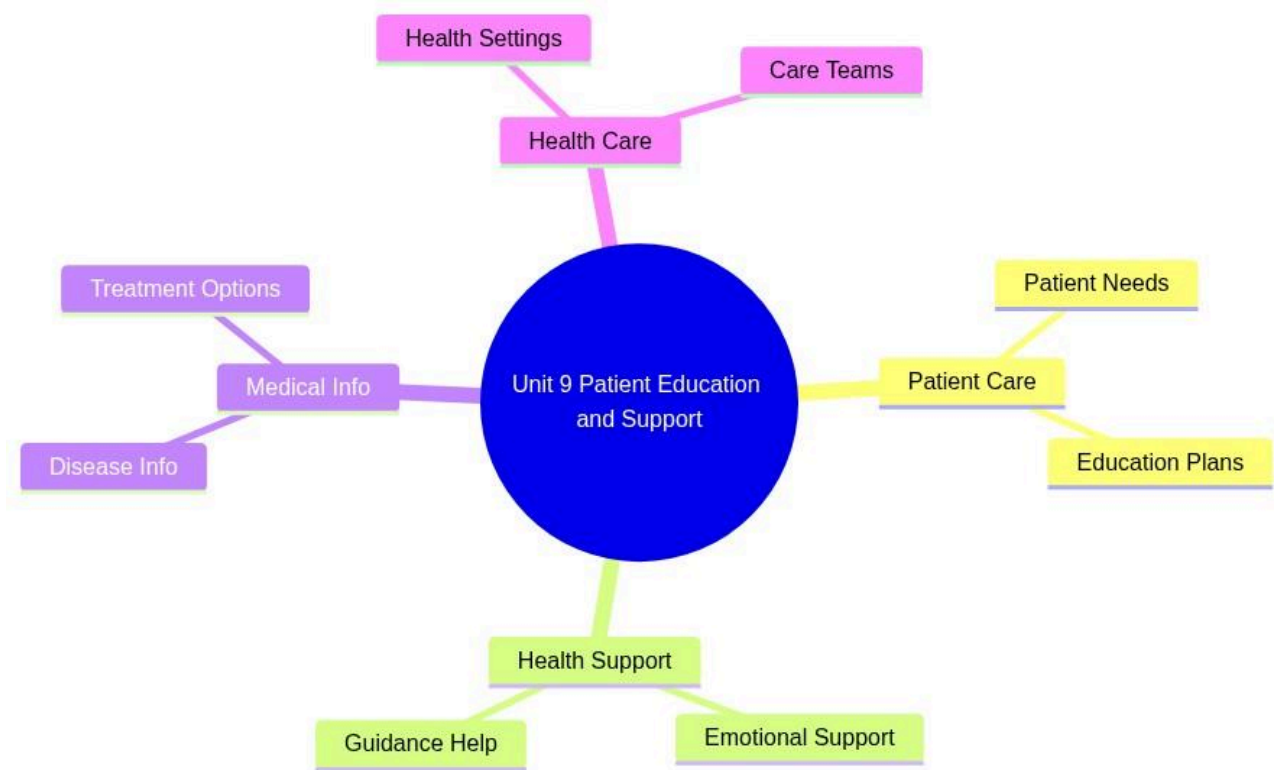 Health Settings
Care Teams
Health Care
Treatment Options
Patient Needs
Medical Info
Unit 9 Patient Education
and Support
Patient Care
Disease Info
Education Plans
Health Support
Guidance Help
Emotional Support